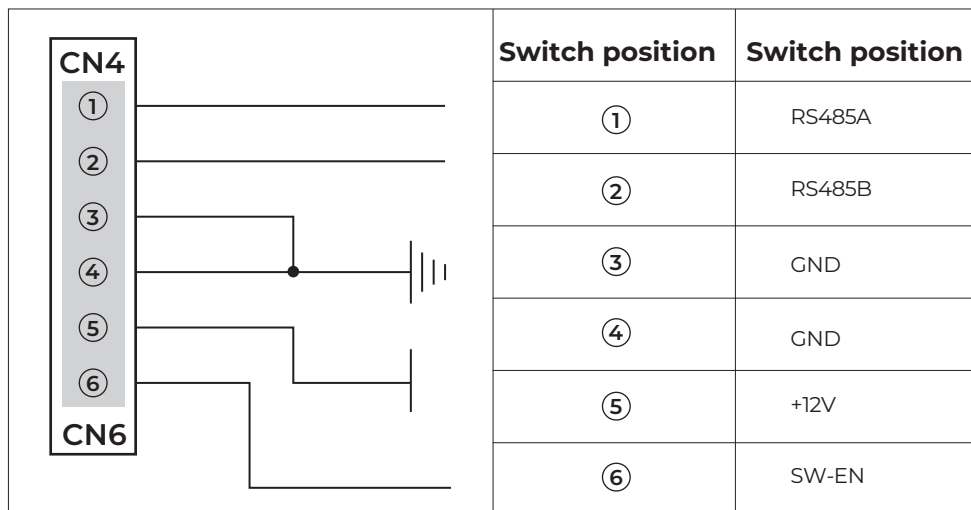 CN4
①
②
③
④
⑤
⑥
CN6
Switch position Switch position
① RS485A
② RS485B
③ GND
④ GND
⑤ +12V
⑥ SW-EN